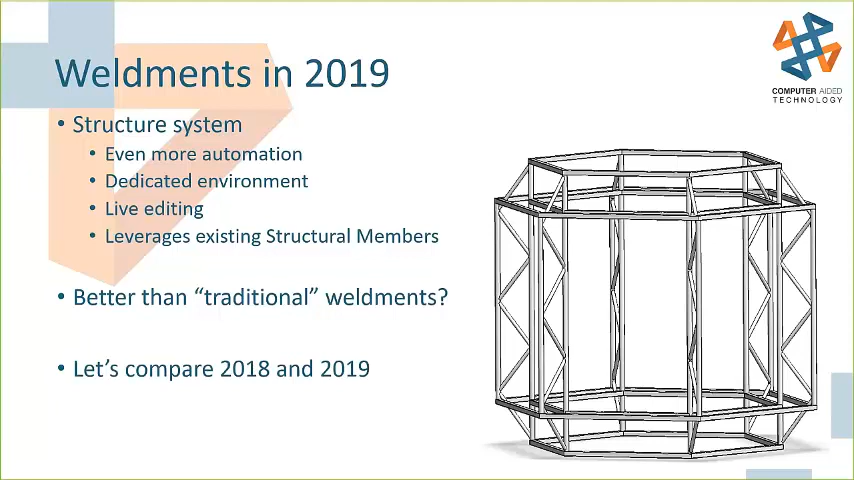 Weldments in 2019
COMPUTER AIDED
TECHNOLOGY
• Structure system
• Even more automation
• Dedicated environment
• Live editing
• Leverages existing Structural Members
• Better than “traditional” weldments?
• Let’s compare 2018 and 2019